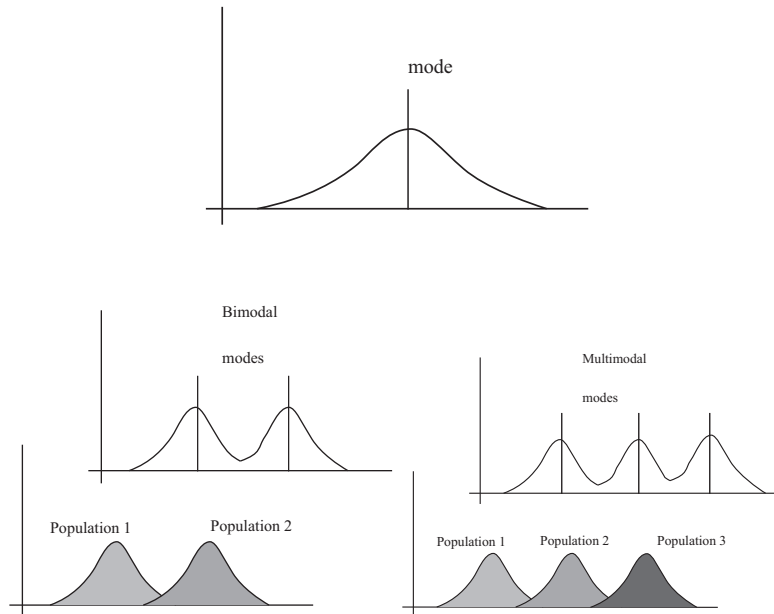 mode
Bimodal
modes
Multimodal
modes
Population 1
Population 2
Population 1
Population 2
Population 3